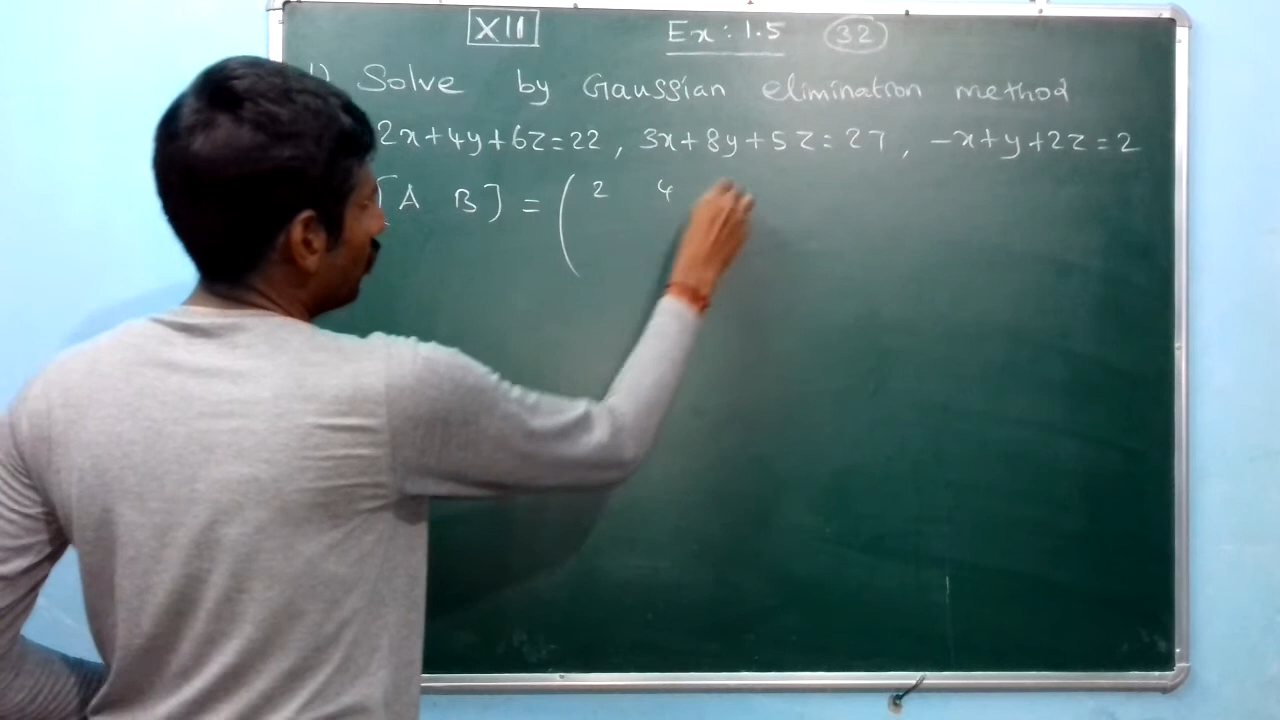 XII Ex: 1.5 32
1) Solve by Gaussian elimination method
2x+4y+6z=22, 3x+8y+5z=27, -x+y+2z=2
[A B] = ( 2 4